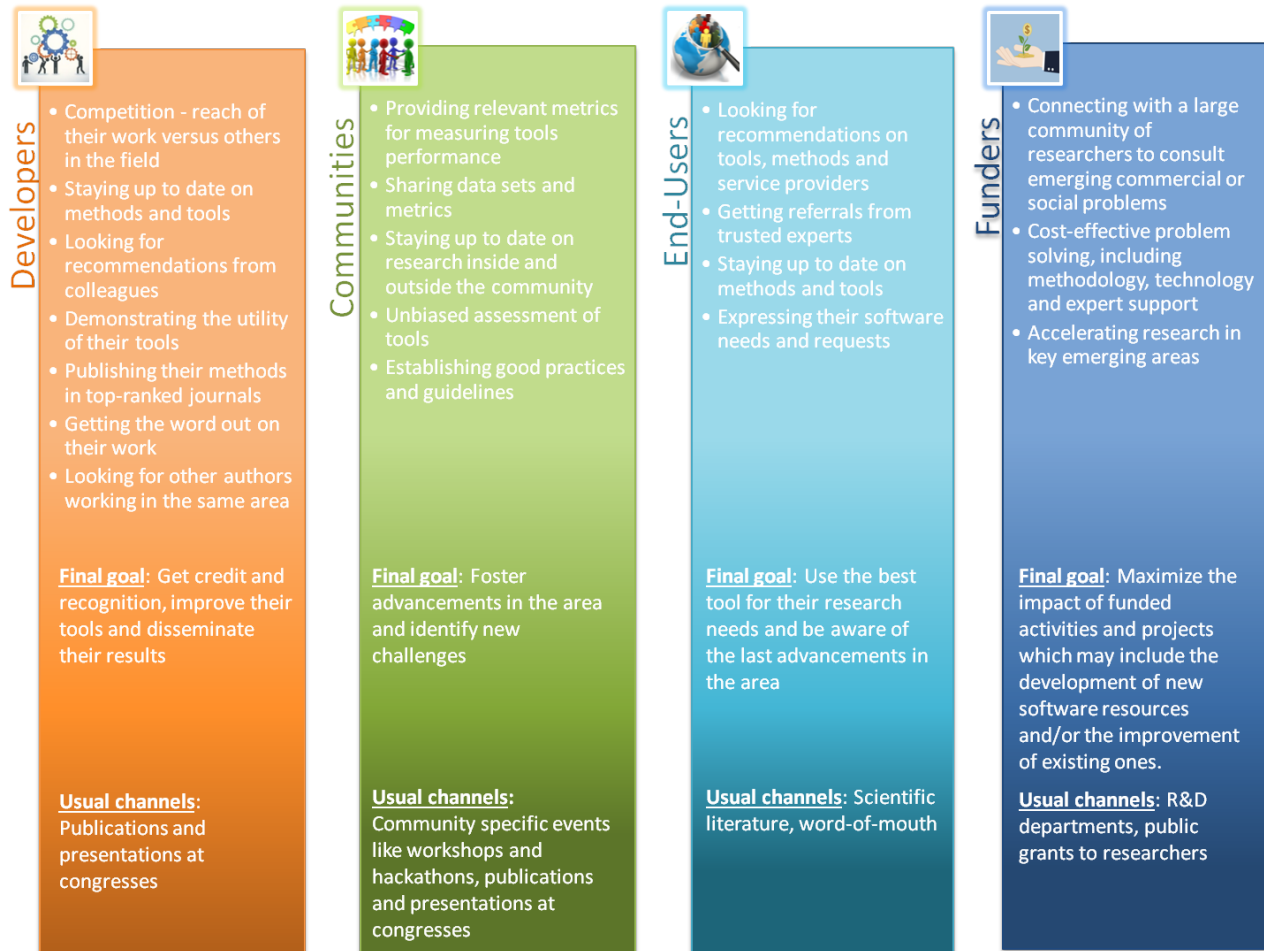 Developers
• Competition - reach of
their work versus others
in the field
• Staying up to date on
methods and tools
• Looking for
recommendations from
colleagues
• Demonstrating the utility
of their tools
• Publishing their methods
in top-ranked journals
• Getting the word out on
their work
• Looking for other authors
working in the same area
Final goal: Get credit and
recognition, improve their
tools and disseminate
their results
Usual channels:
Publications and
presentations at
congresses
Communities
• Providing relevant metrics
for measuring tools
performance
• Sharing data sets and
metrics
• Staying up to date on
research inside and
outside the community
• Unbiased assessment of
tools
• Establishing good practices
and guidelines
Final goal: Foster
advancements in the area
and identify new
challenges
Usual channels:
Community specific events
like workshops and
hackathons, publications
and presentations at
congresses
End-Users
• Looking for
recommendations on
tools, methods and
service providers
• Getting referrals from
trusted experts
• Staying up to date on
methods and tools
• Expressing their software
needs and requests
Final goal: Use the best
tool for their research
needs and be aware of
the last advancements in
the area
Usual channels: Scientific
literature, word-of-mouth
Funders
$
• Connecting with a large
community of
researchers to consult
emerging commercial or
social problems
• Cost-effective problem
solving, including
methodology, technology
and expert support
• Accelerating research in
key emerging areas
Final goal: Maximize the
impact of funded
activities and projects
which may include the
development of new
software resources
and/or the improvement
of existing ones.
Usual channels: R&D
departments, public
grants to researchers